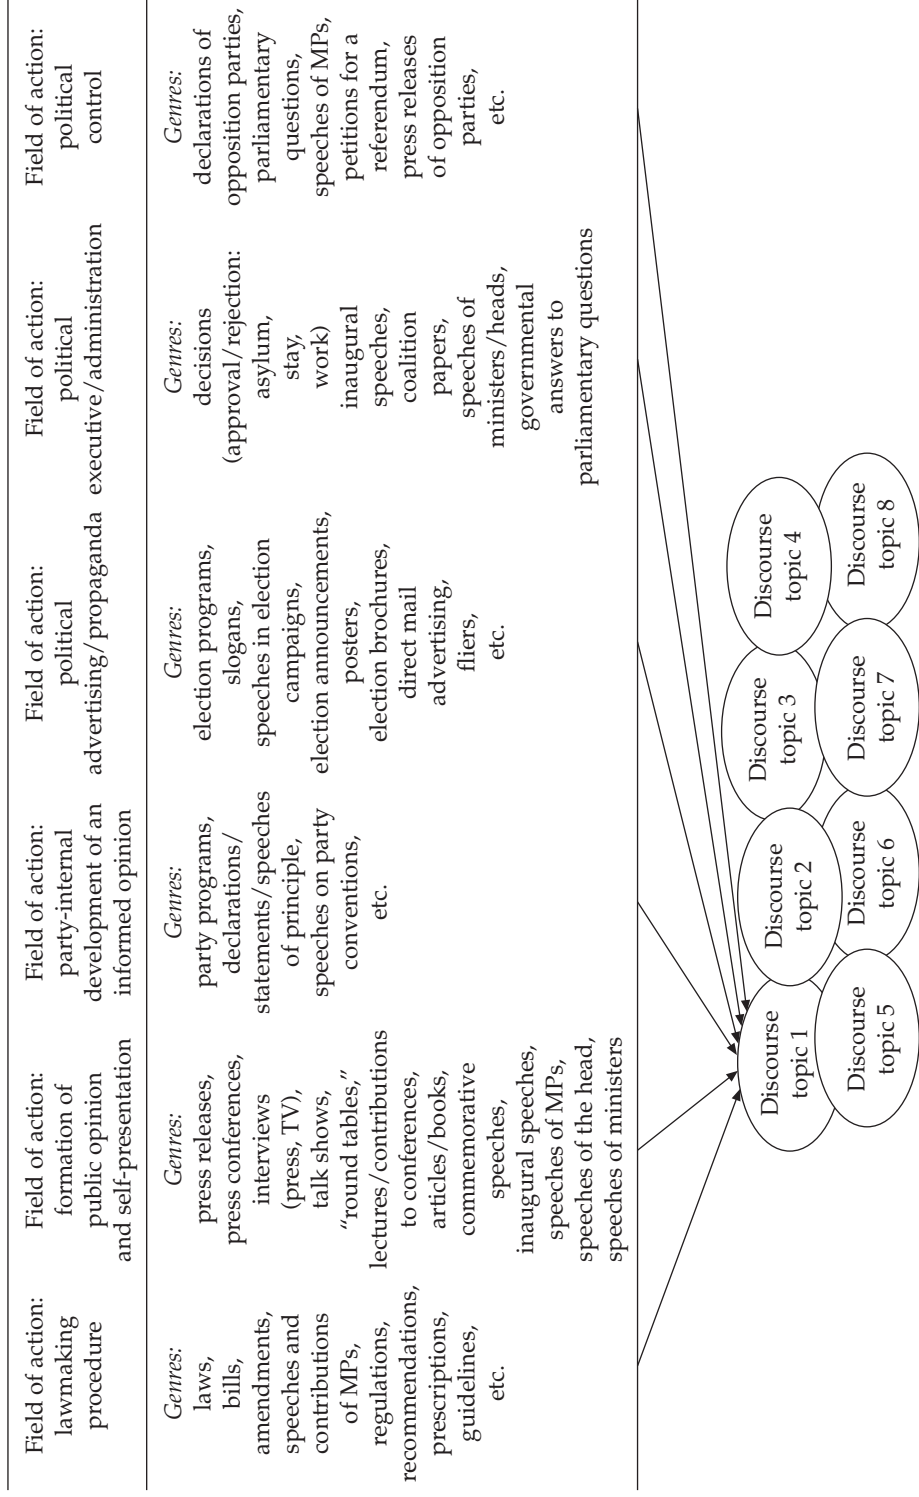 Field of action:
lawmaking
procedure
Field of action:
formation of
public opinion
and self-presentation
Field of action:
party-internal
development of an
informed opinion
Field of action:
political
advertising/propaganda
Field of action:
political
executive/administration
Field of action:
political
control
Genres:
laws,
bills,
amendments,
speeches and
contributions
of MPs,
regulations,
recommendations,
prescriptions,
guidelines,
etc.
Genres:
press releases,
press conferences,
interviews
(press, TV),
talk shows,
“round tables,”
lectures/contributions
to conferences,
articles/books,
commemorative
speeches,
inaugural speeches,
speeches of MPs,
speeches of the head,
speeches of ministers
Genres:
party programs,
declarations/
statements/speeches
of principle,
speeches on party
conventions,
etc.
Genres:
election programs,
slogans,
speeches in election
campaigns,
election announcements,
posters,
election brochures,
direct mail
advertising,
fliers,
etc.
Genres:
decisions
(approval/rejection:
asylum,
stay,
work)
inaugural
speeches,
coalition
papers,
speeches of
ministers/heads,
governmental
answers to
parliamentary questions
Genres:
declarations of
opposition parties,
parliamentary
questions,
speeches of MPs,
petitions for a
referendum,
press releases
of opposition
parties,
etc.
Discourse
topic 1
Discourse
topic 2
Discourse
topic 3
Discourse
topic 4
Discourse
topic 5
Discourse
topic 6
Discourse
topic 7
Discourse
topic 8